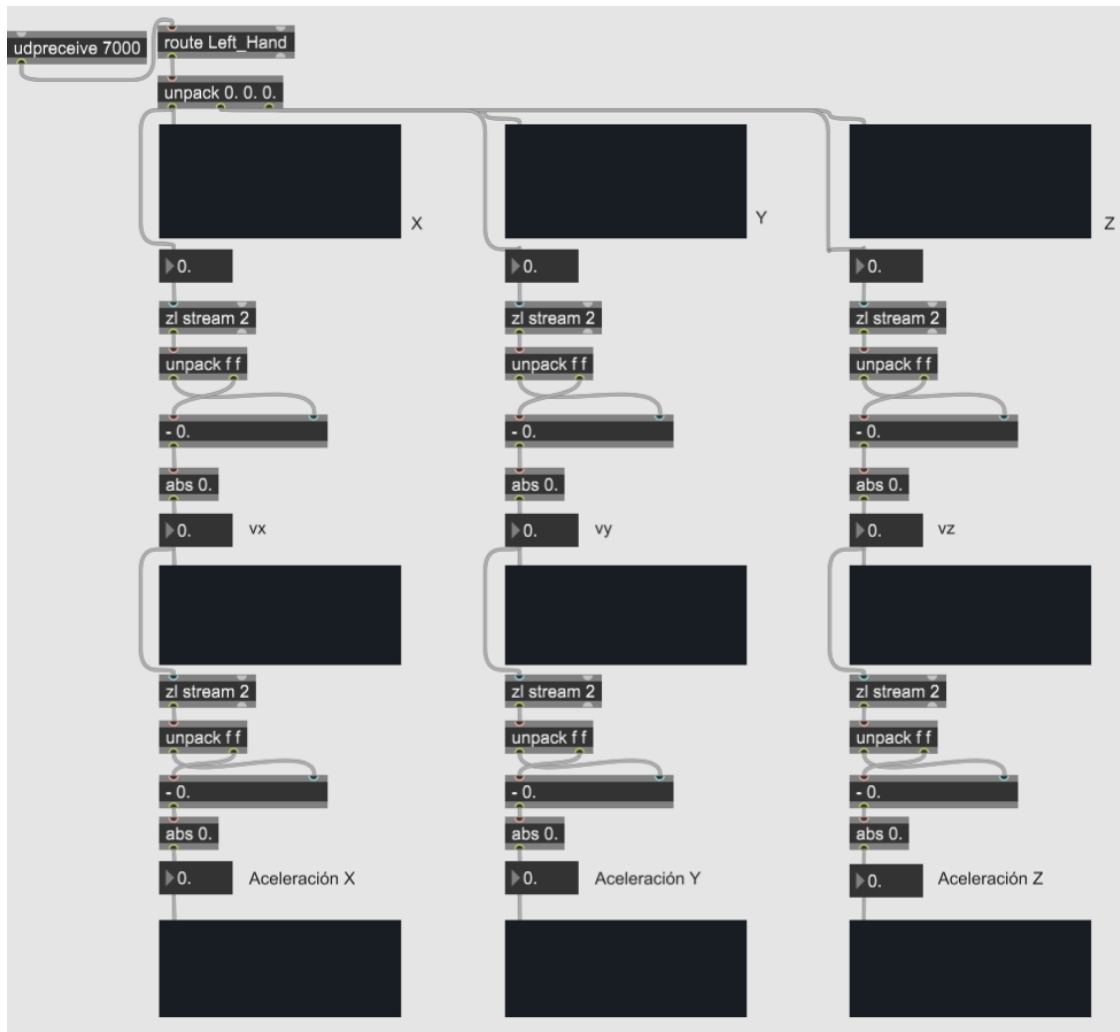 udpreceive 7000
route Left_Hand
unpack 0. 0. 0.
X
Y
Z
0.
0.
0.
zl stream 2
zl stream 2
zl stream 2
unpack f f
unpack f f
unpack f f
- 0.
- 0.
- 0.
abs 0.
abs 0.
abs 0.
0.
vx
0.
vy
0.
vz
zl stream 2
zl stream 2
zl stream 2
unpack f f
unpack f f
unpack f f
- 0.
- 0.
- 0.
abs 0.
abs 0.
abs 0.
0.
Aceleración X
0.
Aceleración Y
0.
Aceleración Z